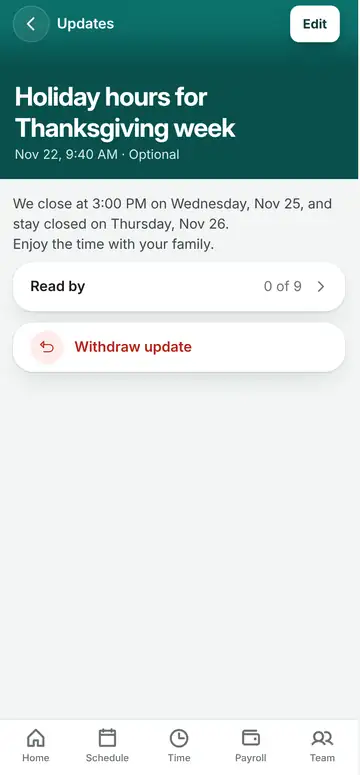 Updates
Edit
Holiday hours for
Thanksgiving week
Nov 22, 9:40 AM · Optional
We close at 3:00 PM on Wednesday, Nov 25, and
stay closed on Thursday, Nov 26.
Enjoy the time with your family.
Read by 0 of 9
Withdraw update
Home Schedule Time Payroll Team